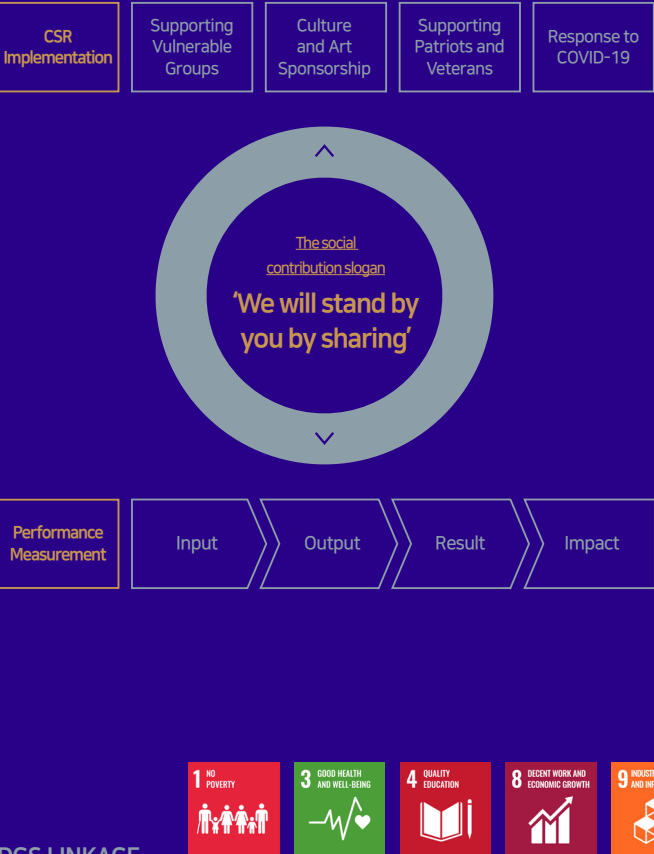 CSR
Implementation
Supporting
Vulnerable
Groups
Culture
and Art
Sponsorship
Supporting
Patriots and
Veterans
Response to
COVID-19
The social
contribution slogan
'We will stand by
you by sharing'
Performance
Measurement
Input
Output
Result
Impact
1 NO
POVERTY
3 GOOD HEALTH
AND WELL-BEING
4 QUALITY
EDUCATION
8 DECENT WORK AND
ECONOMIC GROWTH
9
AND
LINKAGE